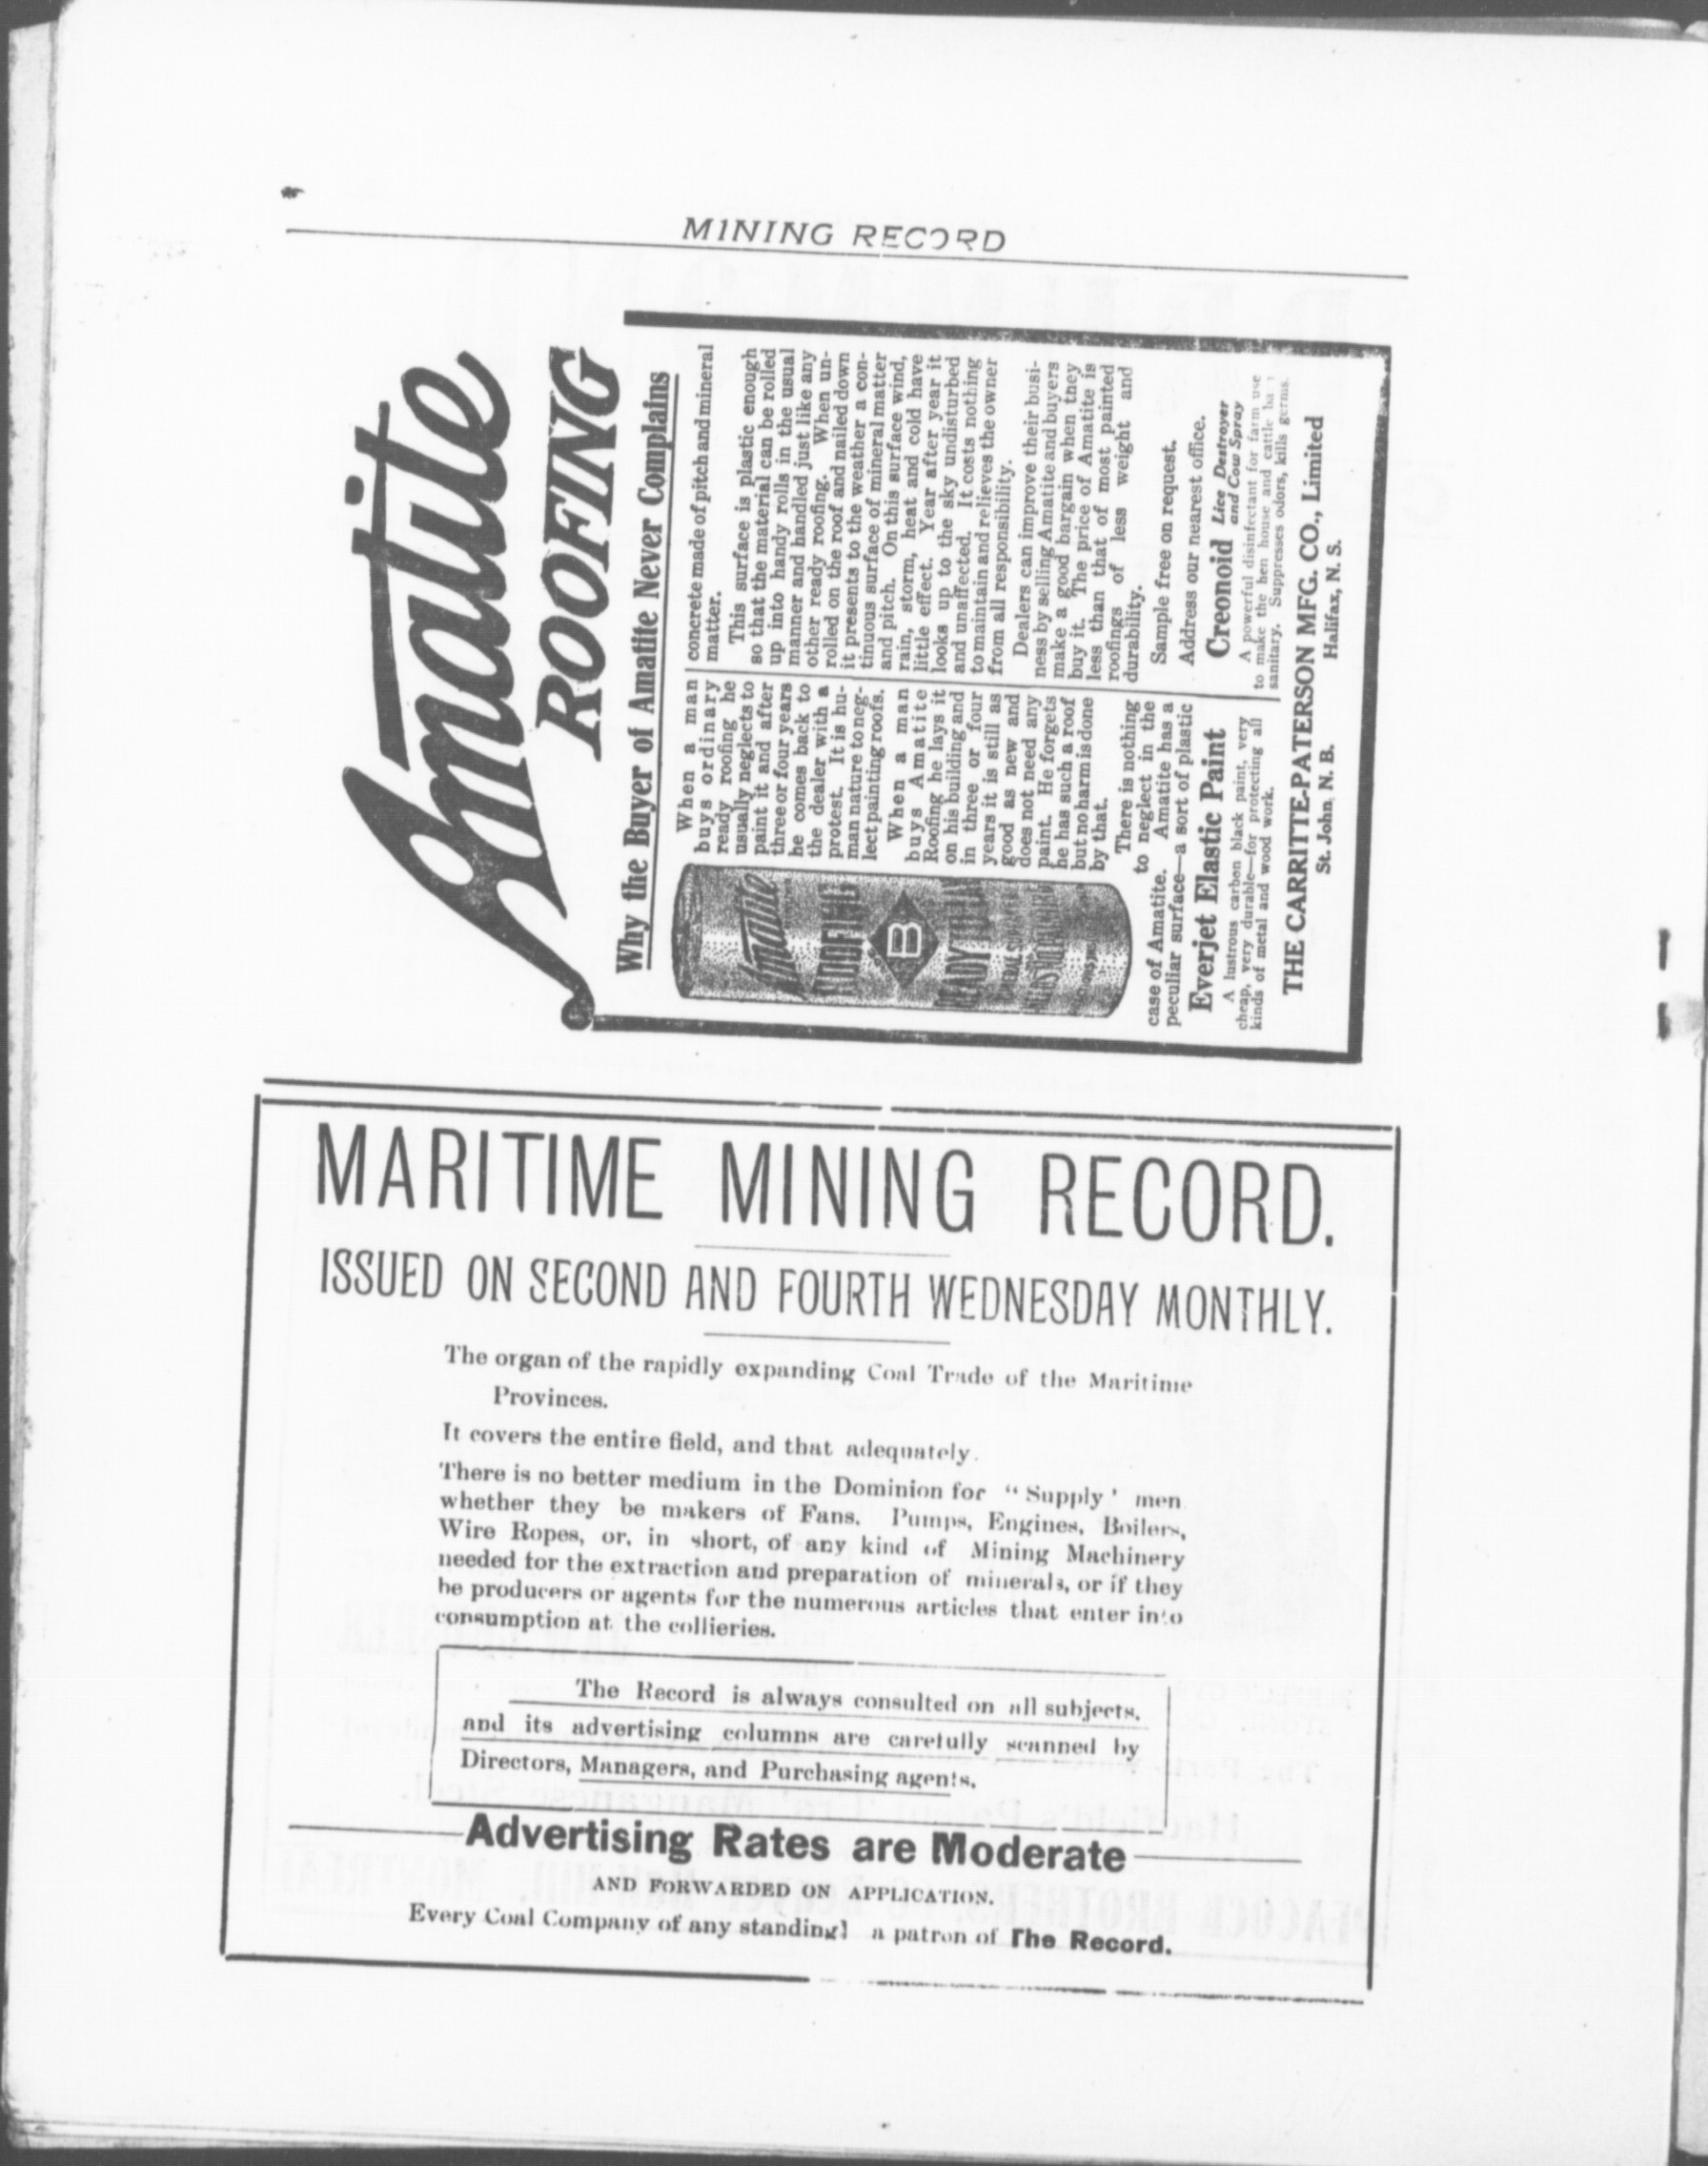 MINING RECORD
Amatite
ROOFING
Why the Buyer of Amatite Never Complains
When a man
buys ordinary
ready roofing he
usually neglects to
paint it and after
three or four years
he comes back to
the dealer with a
protest. It is hu-
man nature to neg-
lect painting roofs.
When a man
buys Amatite
Roofing he lays it
on his building and
in three or four
years it is still as
good as new and
does not need any
paint. He forgets
he has such a roof
but no harm is done
by that.
There is nothing
to neglect in the
case of Amatite. Amatite has a
peculiar surface—a sort of plastic
concrete made of pitch and mineral
matter.
This surface is plastic enough
so that the material can be rolled
up into handy rolls in the usual
manner and handled just like any
other ready roofing. When un-
rolled on the roof and nailed down
it presents to the weather a con-
tinuous surface of mineral matter
and pitch. On this surface wind,
rain, storm, heat and cold have
little effect. Year after year it
looks up to the sky undisturbed
and unaffected. It costs nothing
to maintain and relieves the owner
from all responsibility.
Dealers can improve their busi-
ness by selling Amatite and buyers
make a good bargain when they
buy it. The price of Amatite is
less than that of most painted
roofings of less weight and
durability.
Sample free on request.
Address our nearest office.
Everjet Elastic Paint
A lustrous carbon black paint, very
cheap, very durable—for protecting all
kinds of metal and wood work.
Creonoid Lice Destroyer
and Cow Spray
A powerful disinfectant for farm use
to make the hen house and cattle
sanitary. Suppresses odors, kills germs.
THE CARRITTE-PATERSON MFG. CO., Limited
St. John, N. B. Halifax, N. S.
Amatite
ROOFING
B
MARITIME MINING RECORD.
ISSUED ON SECOND AND FOURTH WEDNESDAY MONTHLY.
The organ of the rapidly expanding Coal Trade of the Maritime
Provinces.
It covers the entire field, and that adequately.
There is no better medium in the Dominion for "Supply' men
whether they be makers of Fans. Pumps, Engines, Boilers,
Wire Ropes, or, in short, of any kind of Mining Machinery
needed for the extraction and preparation of minerals, or if they
be producers or agents for the numerous articles that enter into
consumption at the collieries.
The Record is always consulted on all subjects,
and its advertising columns are carefully scanned by
Directors, Managers, and Purchasing agents.
Advertising Rates are Moderate
AND FORWARDED ON APPLICATION.
Every Coal Company of any standing a patron of The Record.